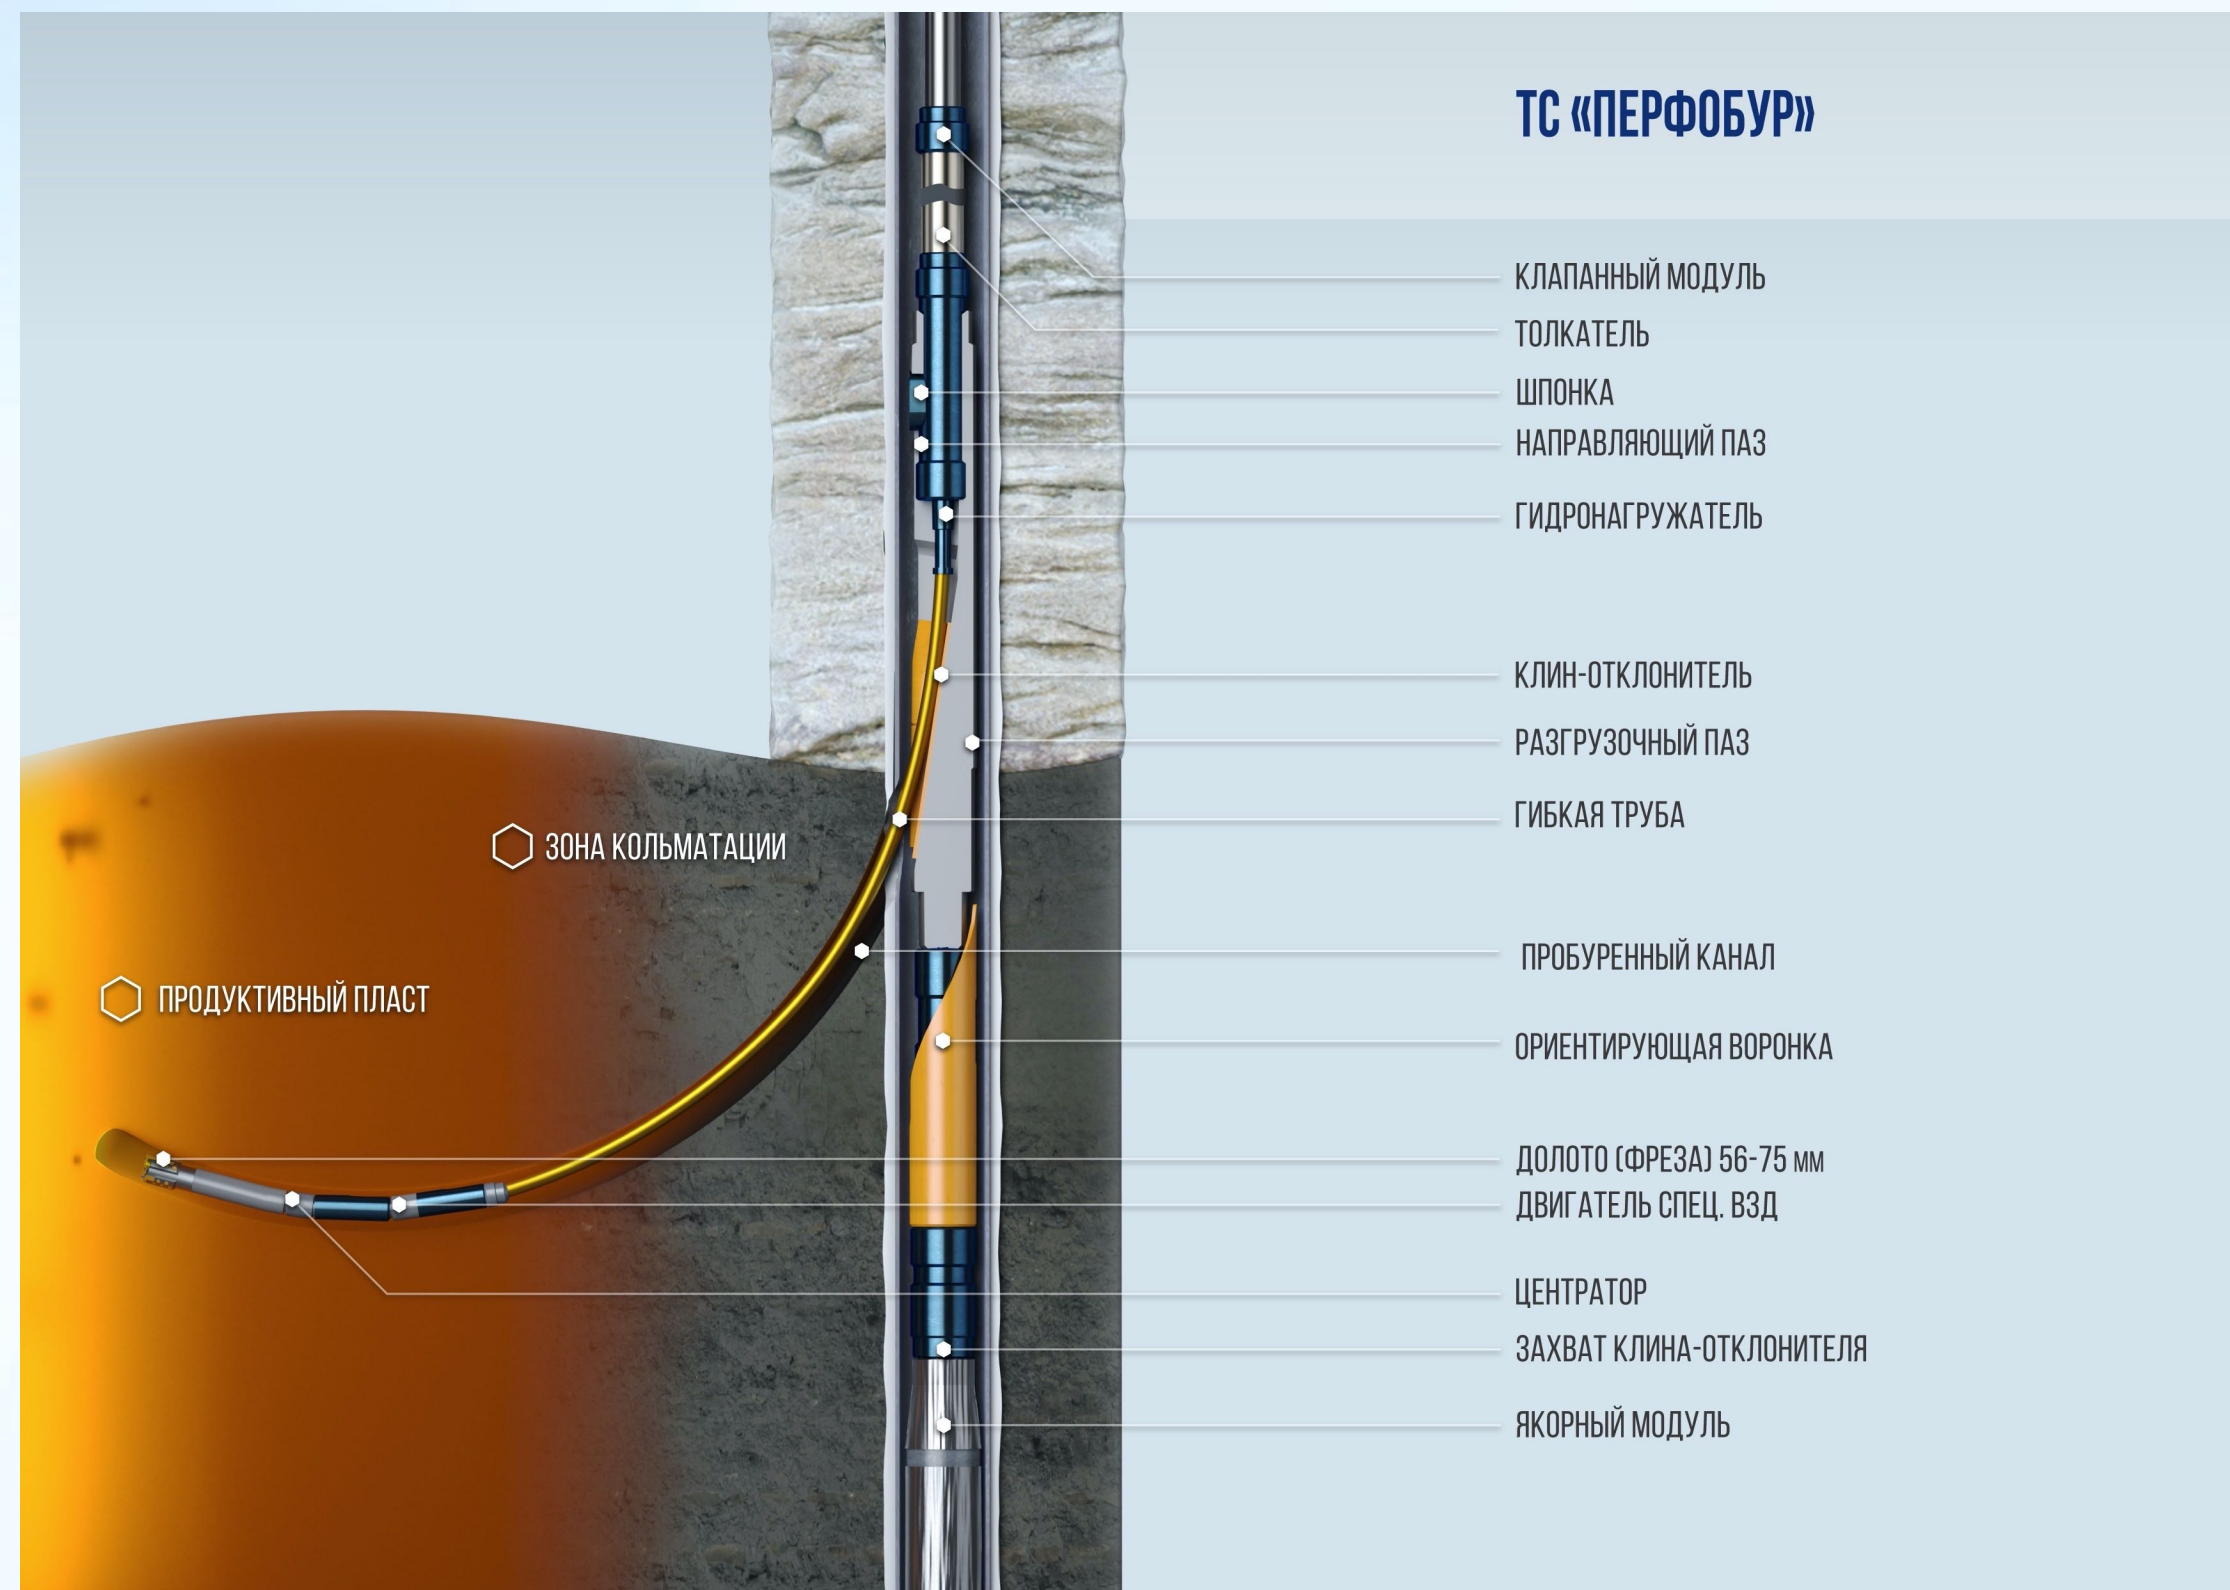 ТС «ПЕРФОБУР»
КЛАПАННЫЙ МОДУЛЬ
ТОЛКАТЕЛЬ
ШПОНКА
НАПРАВЛЯЮЩИЙ ПАЗ
ГИДРОНАГРУЖАТЕЛЬ
КЛИН-ОТКЛОНИТЕЛЬ
РАЗГРУЗОЧНЫЙ ПАЗ
ГИБКАЯ ТРУБА
ЗОНА КОЛЬМАТАЦИИ
ПРОБУРЕННЫЙ КАНАЛ
ПРОДУКТИВНЫЙ ПЛАСТ
ОРИЕНТИРУЮЩАЯ ВОРОНКА
ДОЛОТО (ФРЕЗА) 56-75 мм
ДВИГАТЕЛЬ СПЕЦ. ВЗД
ЦЕНТРАТОР
ЗАХВАТ КЛИНА-ОТКЛОНИТЕЛЯ
ЯКОРНЫЙ МОДУЛЬ